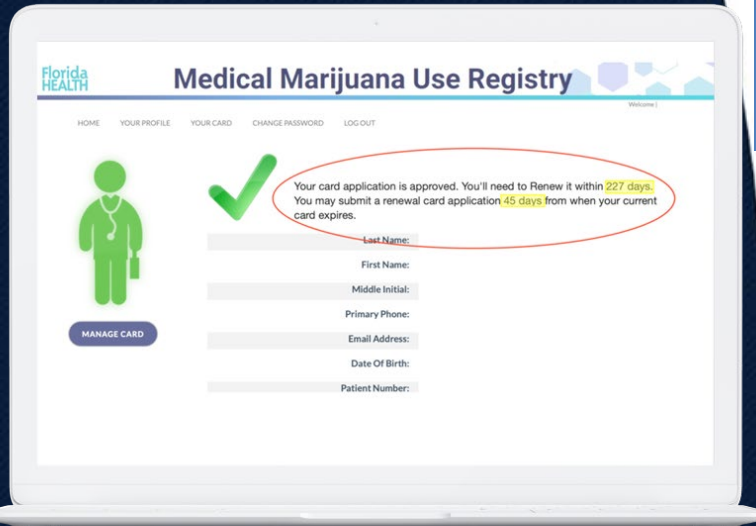 Florida
HEALTH
Medical Marijuana Use Registry
Welcome |
HOME YOUR PROFILE YOUR CARD CHANGE PASSWORD LOG OUT
Your card application is approved. You'll need to Renew it within 227 days.
You may submit a renewal card application 45 days from when your current
card expires.
Last Name:
First Name:
Middle Initial:
Primary Phone:
MANAGE CARD
Email Address:
Date Of Birth:
Patient Number: